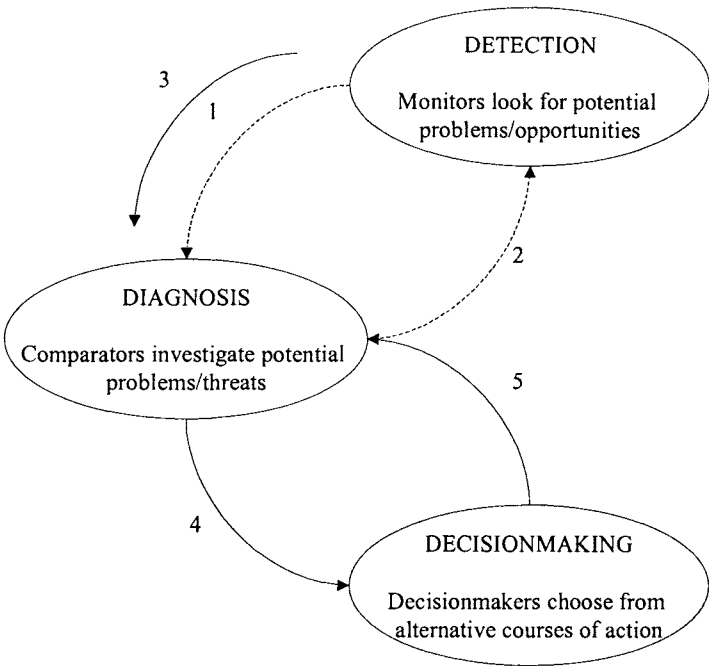 DETECTION
Monitors look for potential
problems/opportunities
3
1
2
DIAGNOSIS
Comparators investigate potential
problems/threats
5
4
DECISIONMAKING
Decisionmakers choose from
alternative courses of action